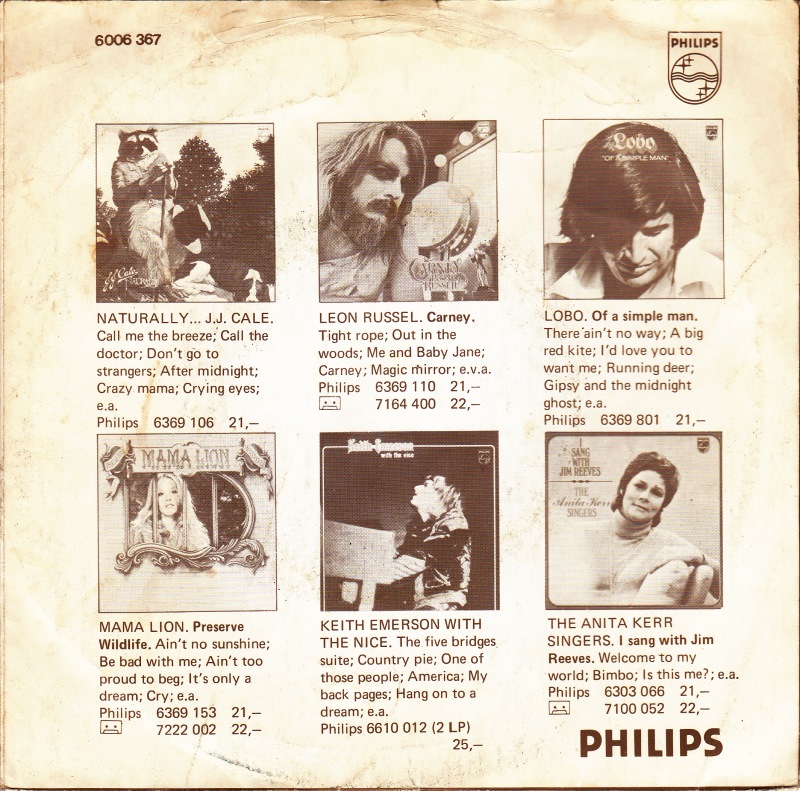 6006 367
PHILIPS
J.J. Cale
NATURALLY... J.J. CALE.
Call me the breeze; Call the
doctor; Don't go to
strangers; After midnight;
Crazy mama; Crying eyes;
e.a.
Philips 6369 106 21,—
CARNEY
RUSSELL
LEON RUSSEL. Carney.
Tight rope; Out in the
woods; Me and Baby Jane;
Carney; Magic mirror; e.v.a.
Philips 6369 110 21,—
7164 400 22,—
Lobo
"OF A SIMPLE MAN"
LOBO. Of a simple man.
There ain't no way; A big
red kite; I'd love you to
want me; Running deer;
Gipsy and the midnight
ghost; e.a.
Philips 6369 801 21,—
MAMA LION
MAMA LION. Preserve
Wildlife. Ain't no sunshine;
Be bad with me; Ain't too
proud to beg; It's only a
dream; Cry; e.a.
Philips 6369 153 21,—
7222 002 22,—
Keith Emerson
with the nice
KEITH EMERSON WITH
THE NICE. The five bridges
suite; Country pie; One of
those people; America; My
back pages; Hang on to a
dream; e.a.
Philips 6610 012 (2 LP)
25,—
I
SANG
WITH
JIM REEVES
THE
Anita Kerr
SINGERS
THE ANITA KERR
SINGERS. I sang with Jim
Reeves. Welcome to my
world; Bimbo; Is this me?; e.a.
Philips 6303 066 21,—
7100 052 22,—
PHILIPS